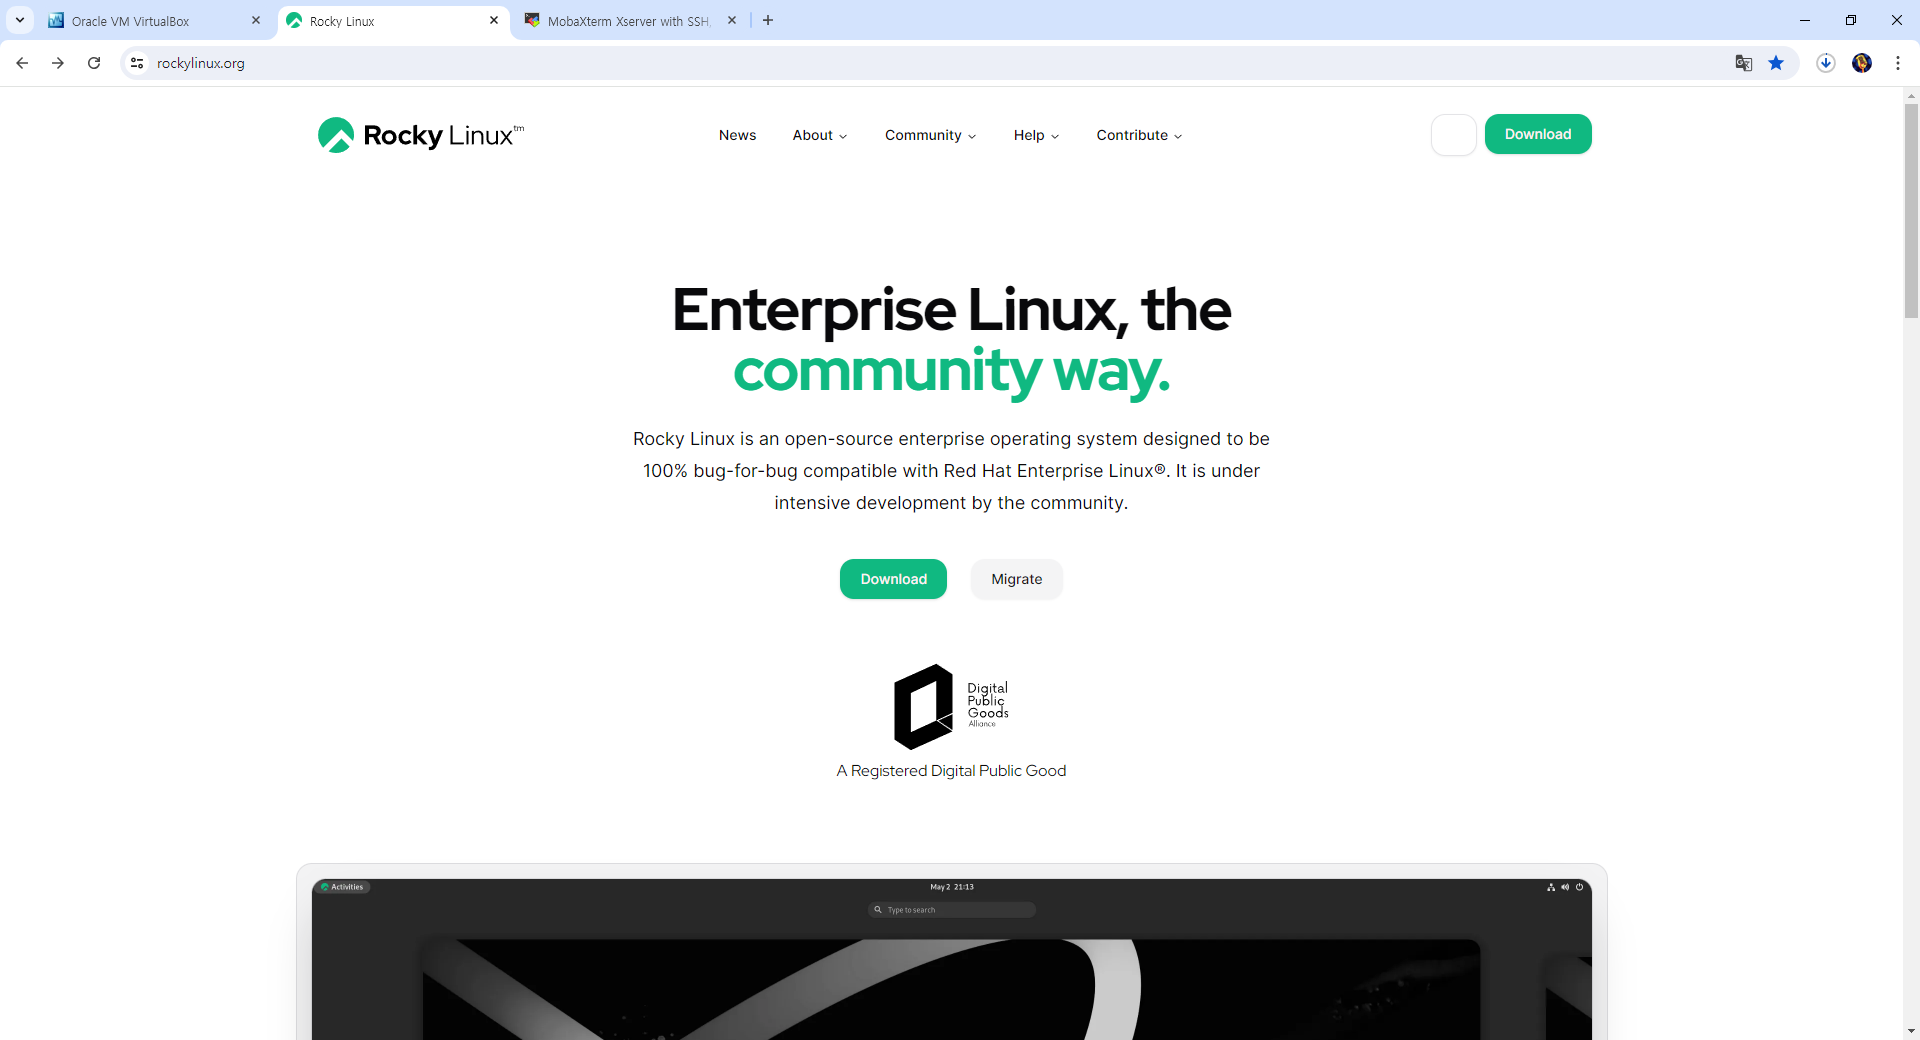 Oracle VM VirtualBox
Rocky Linux
MobaXterm Xserver with SSH,
rockylinux.org
Rocky Linux™
News
About
Community
Help
Contribute
Download
Enterprise Linux, the
community way.
Rocky Linux is an open-source enterprise operating system designed to be
100% bug-for-bug compatible with Red Hat Enterprise Linux®. It is under
intensive development by the community.
Download
Migrate
Digital
Public
Goods
Alliance
A Registered Digital Public Good
Activities
May 2 21:13
Type to search